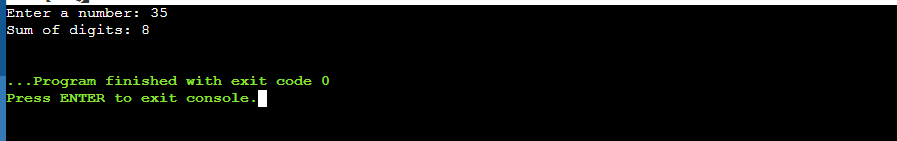 Enter a number: 35
Sum of digits: 8
...Program finished with exit code 0
Press ENTER to exit console.